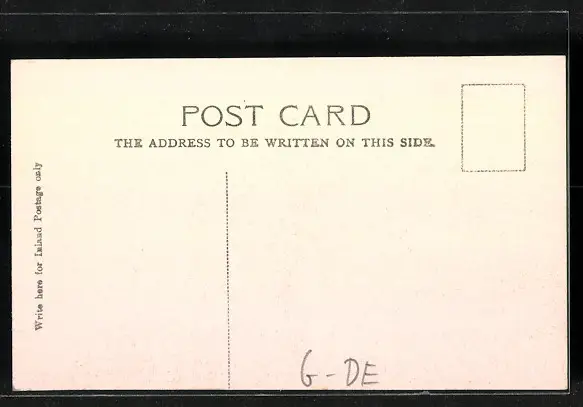 POST CARD
THE ADDRESS TO BE WRITTEN ON THIS SIDE.
Write here for Inland Postage only
G-DE